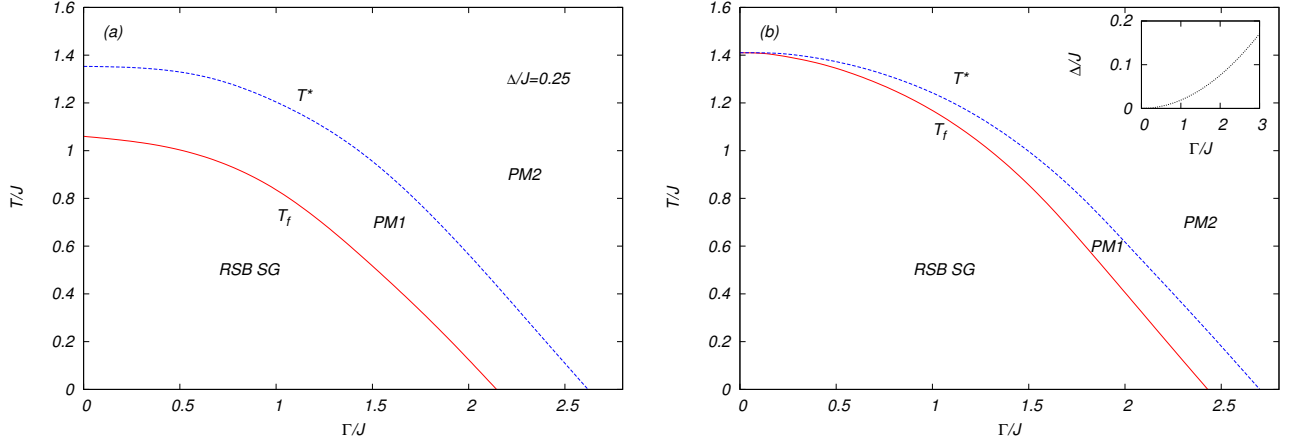 (a)
1.6
1.4
1.2
1
0.8
0.6
0.4
0.2
0
T/J
Δ/J=0.25
T*
PM2
T_f
PM1
RSB SG
0 0.5 1 1.5 2 2.5
Γ/J
(b)
1.6
1.4
1.2
1
0.8
0.6
0.4
0.2
0
T/J
0.2
0.1
0
Δ/J
0 1 2 3
Γ/J
T*
T_f
PM2
PM1
RSB SG
0 0.5 1 1.5 2 2.5
Γ/J